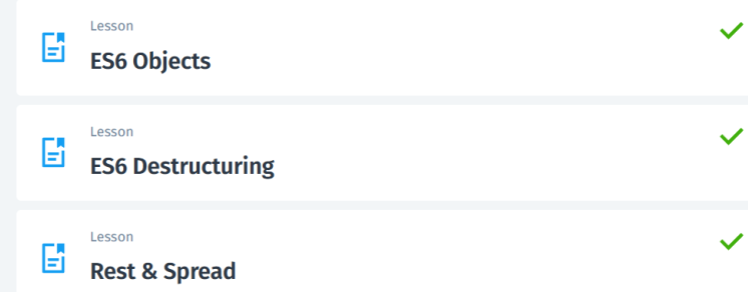 Lesson
ES6 Objects
Lesson
ES6 Destructuring
Lesson
Rest & Spread